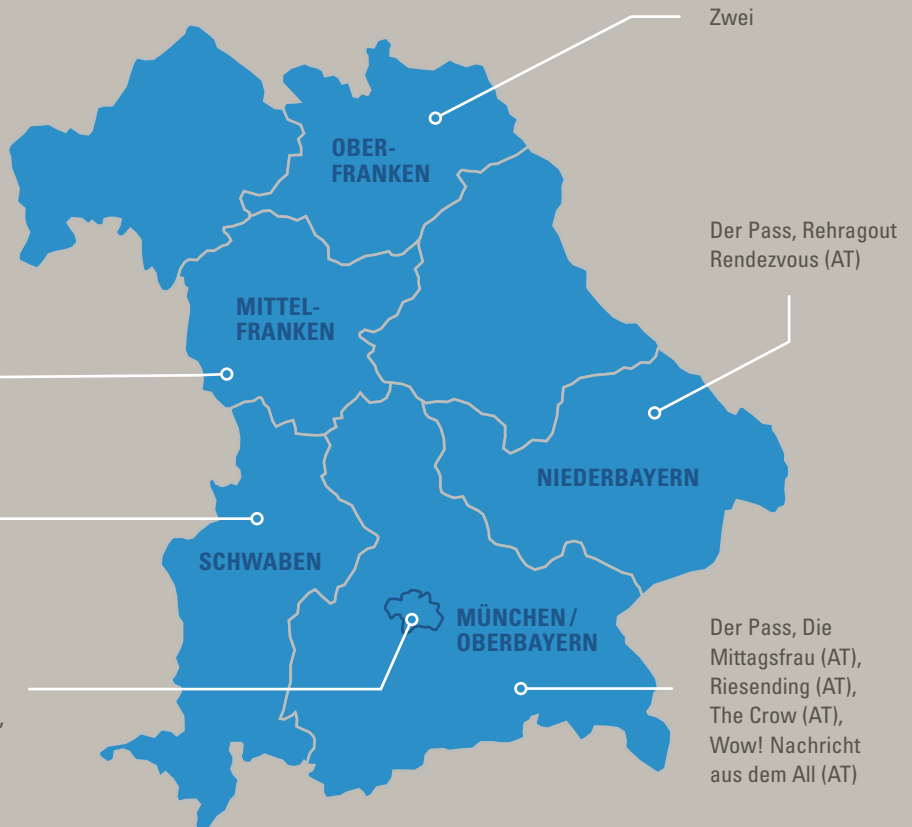 Zwei
OBER-
FRANKEN
Der Pass, Rehragout
Rendezvous (AT)
MITTEL-
FRANKEN
NIEDERBAYERN
SCHWABEN
MÜNCHEN/
OBERBAYERN
Der Pass, Die
Mittagsfrau (AT),
Riesending (AT),
The Crow (AT),
Wow! Nachricht
aus dem All (AT)
,